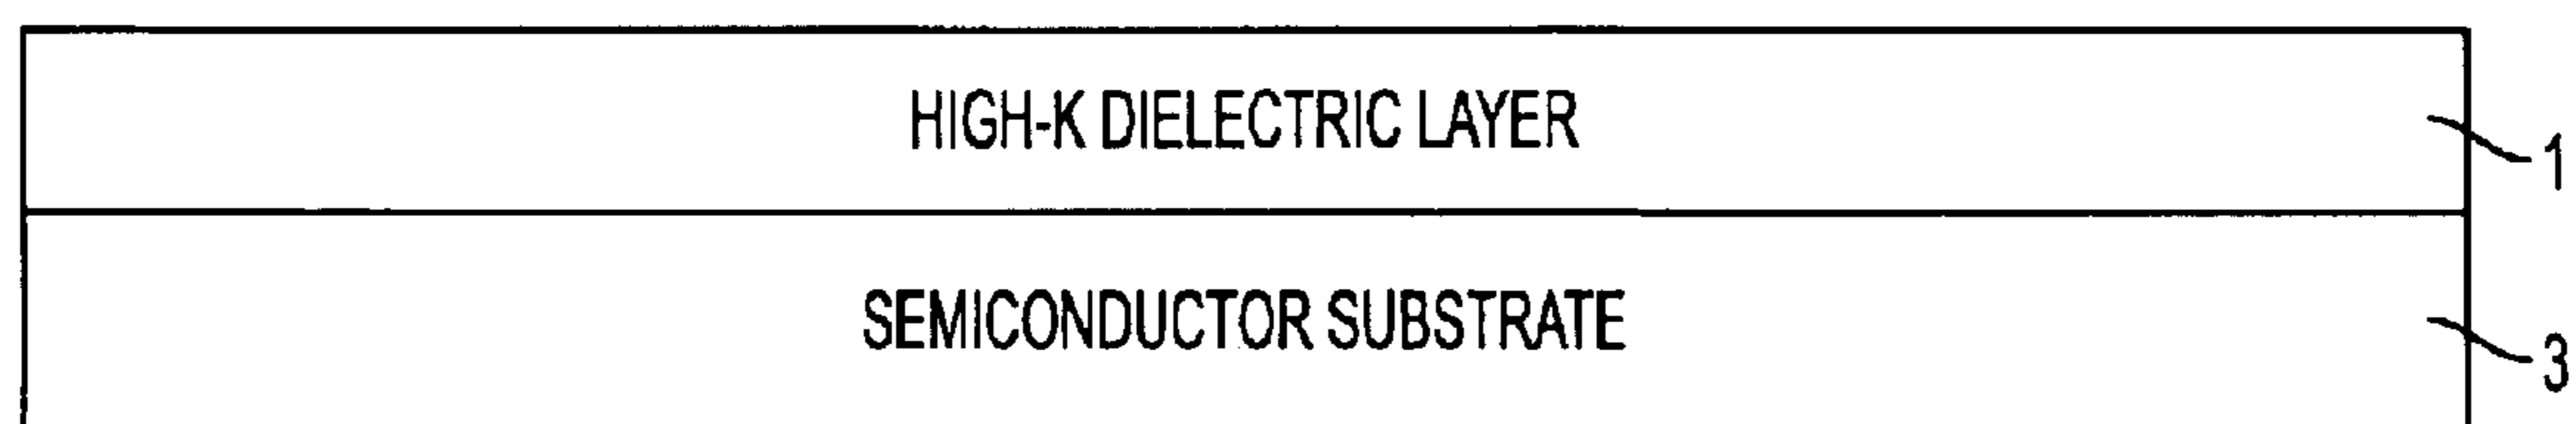 HIGH-K DIELECTRIC LAYER
1
SEMICONDUCTOR SUBSTRATE
3